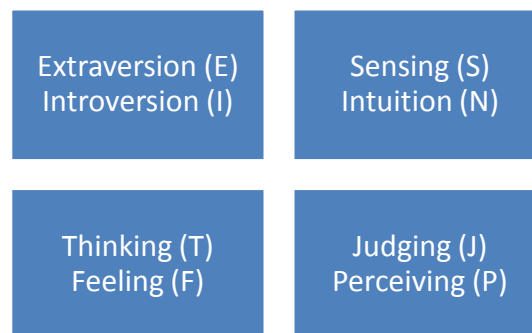 Extraversion (E)
Introversion (I)
Sensing (S)
Intuition (N)
Thinking (T)
Feeling (F)
Judging (J)
Perceiving (P)